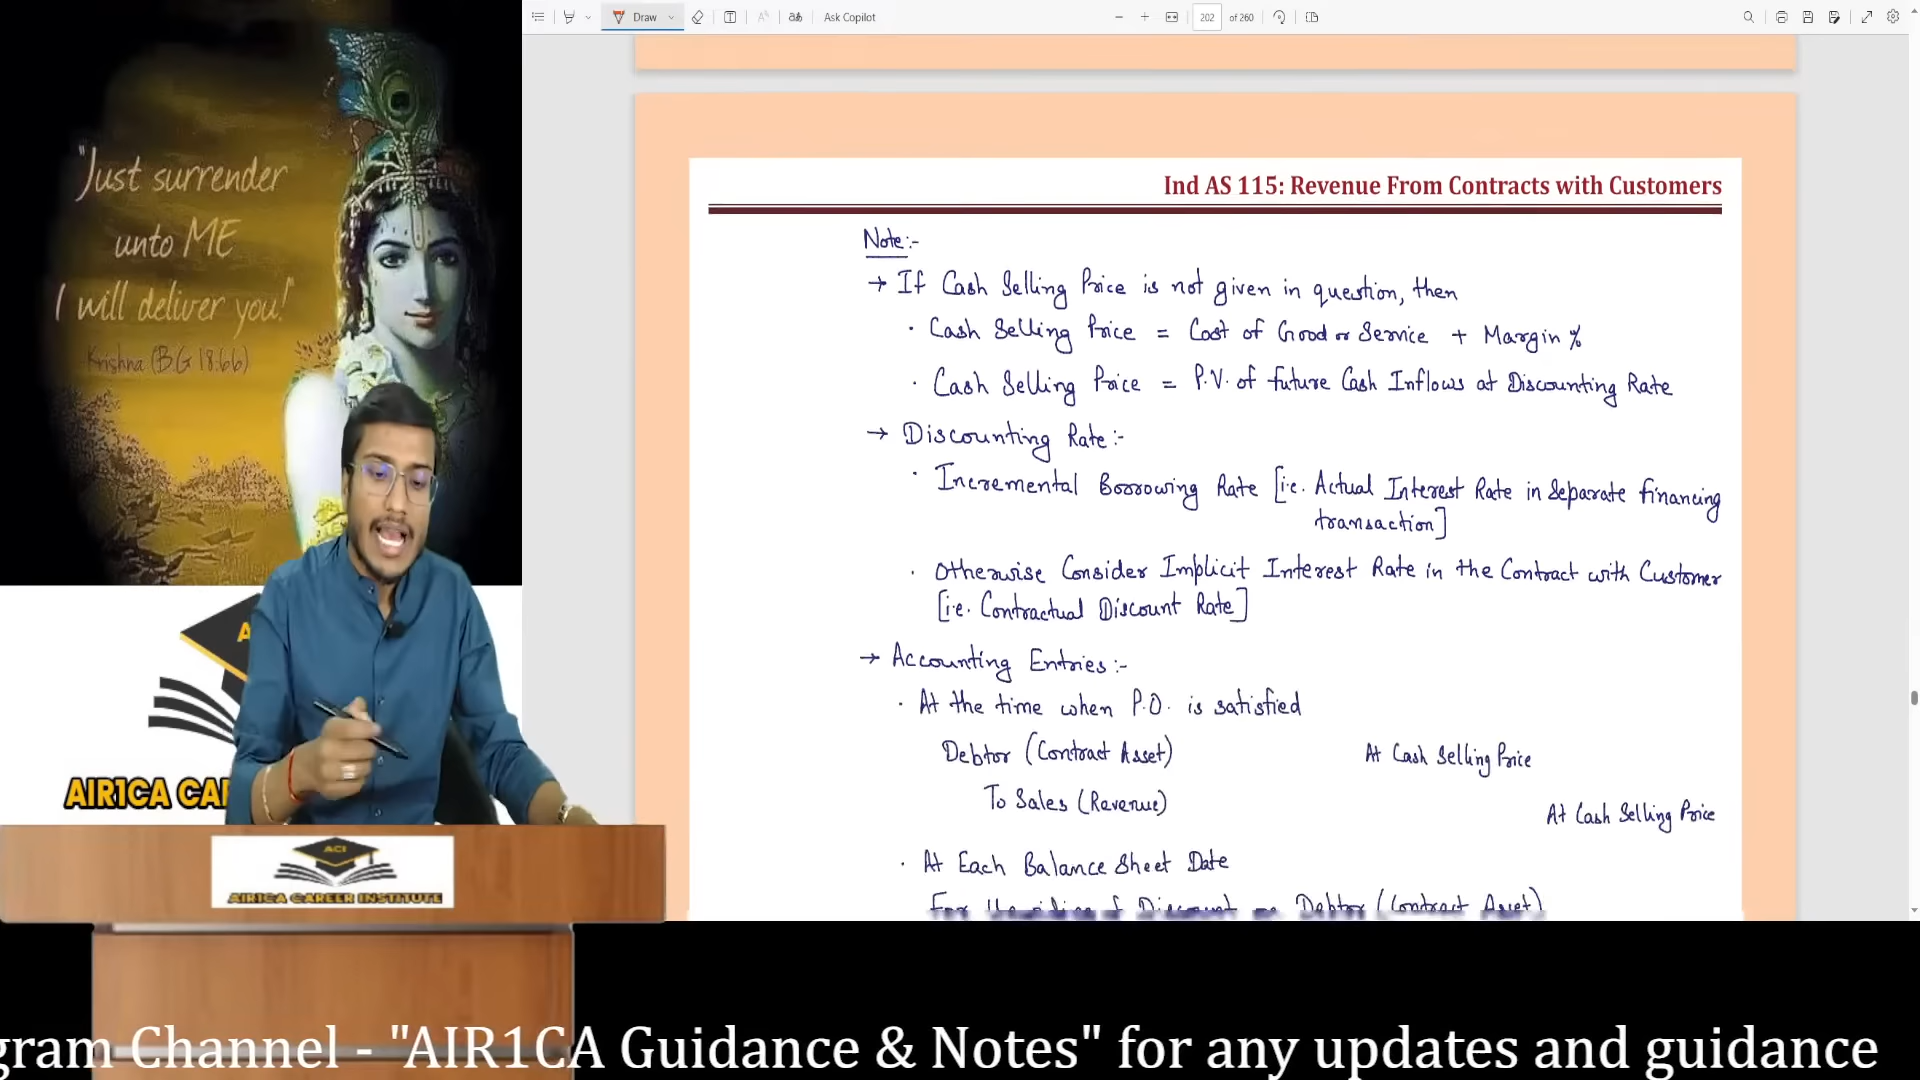 Draw
Ask Copilot
202 of 260
"Just surrender
unto ME
I will deliver you!"
- Krishna (B.G 18:66)
Ind AS 115: Revenue From Contracts with Customers
Note:-
→ If Cash Selling Price is not given in question, then
· Cash Selling Price = Cost of Good or Service + Margin %
· Cash Selling Price = P.V. of future Cash Inflows at Discounting Rate
→ Discounting Rate:-
· Incremental Borrowing Rate [i.e. Actual Interest Rate in Separate financing
transaction]
· Otherwise Consider Implicit Interest Rate in the Contract with Customer
[i.e. Contractual Discount Rate]
→ Accounting Entries:-
· At the time when P.O. is satisfied
Debtor (Contract Asset) At Cash Selling Price
To Sales (Revenue) At Cash Selling Price
· At Each Balance Sheet Date
For Unwinding of Discount on Debtor (Contract Asset)
AIR1CA CA
ACI
AIR1CA CAREER INSTITUTE
gram Channel - "AIR1CA Guidance & Notes" for any updates and guidance